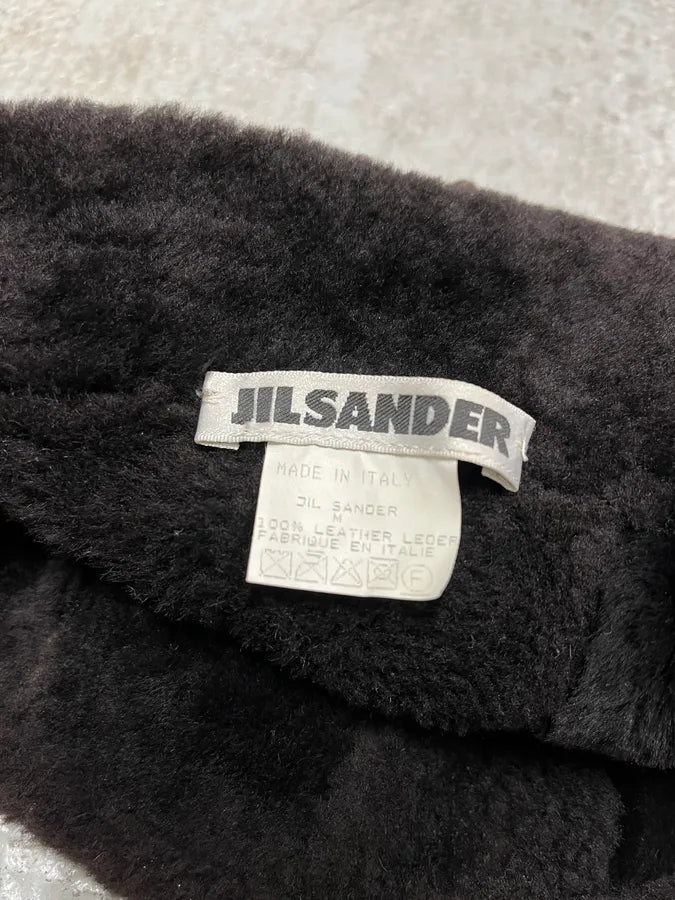 JILSANDER
MADE IN ITALY
JIL SANDER
M
100% LEATHER LEDER
FABRIQUE EN ITALIE
F